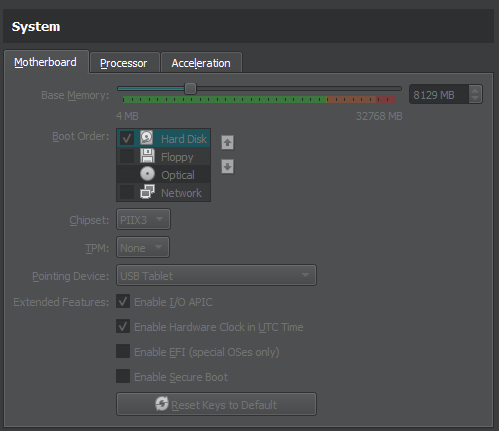 System
Motherboard Processor Acceleration
Base Memory: 8129 MB
4 MB 32768 MB
Boot Order: Hard Disk
Floppy
Optical
Network
Chipset: PIIX3
TPM: None
Pointing Device: USB Tablet
Extended Features: Enable I/O APIC
Enable Hardware Clock in UTC Time
Enable EFI (special OSes only)
Enable Secure Boot
Reset Keys to Default